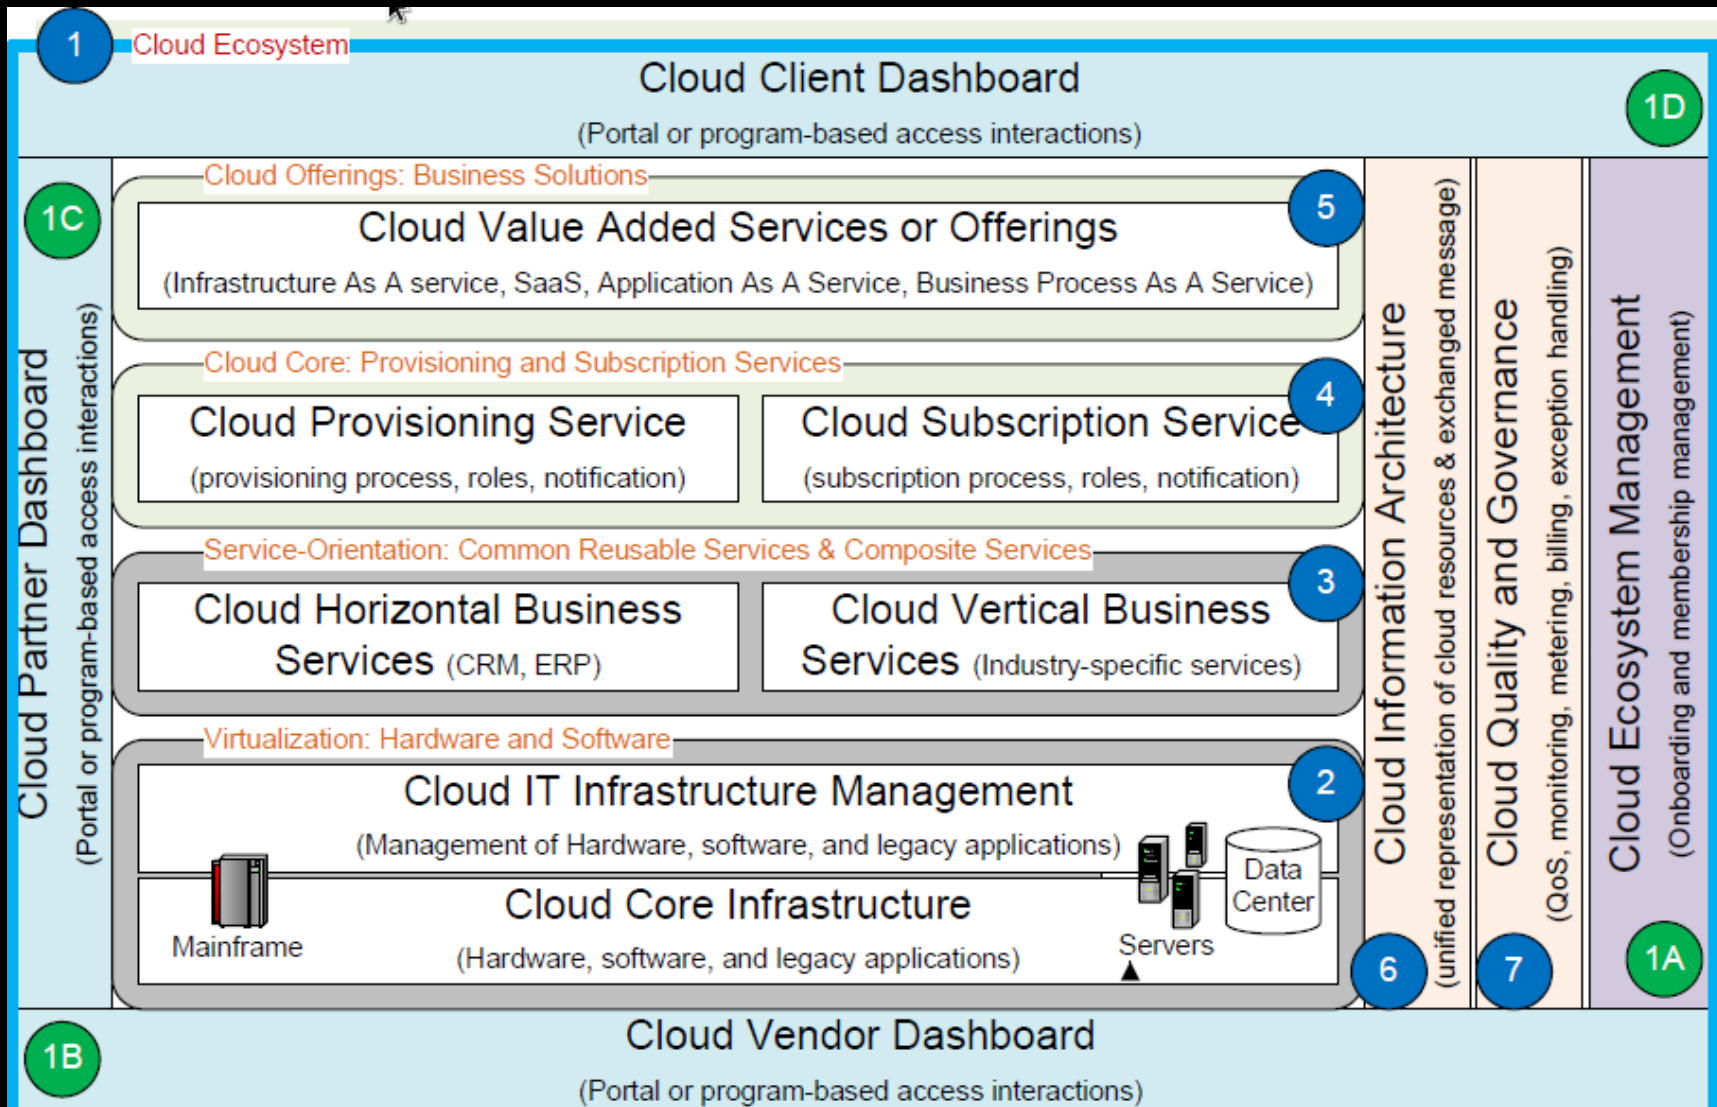 1
Cloud Ecosystem
Cloud Client Dashboard
(Portal or program-based access interactions)
1D
1C
Cloud Partner Dashboard
(Portal or program-based access interactions)
Cloud Offerings: Business Solutions
5
Cloud Value Added Services or Offerings
(Infrastructure As A service, SaaS, Application As A Service, Business Process As A Service)
Cloud Core: Provisioning and Subscription Services
4
Cloud Provisioning Service
(provisioning process, roles, notification)
Cloud Subscription Service
(subscription process, roles, notification)
Service-Orientation: Common Reusable Services & Composite Services
3
Cloud Horizontal Business
Services (CRM, ERP)
Cloud Vertical Business
Services (Industry-specific services)
Virtualization: Hardware and Software
2
Cloud IT Infrastructure Management
(Management of Hardware, software, and legacy applications)
Cloud Core Infrastructure
(Hardware, software, and legacy applications)
Mainframe
Servers
Data
Center
Cloud Information Architecture
(unified representation of cloud resources & exchanged message)
6
Cloud Quality and Governance
(QoS, monitoring, metering, billing, exception handling)
7
Cloud Ecosystem Management
(Onboarding and membership management)
1A
1B
Cloud Vendor Dashboard
(Portal or program-based access interactions)